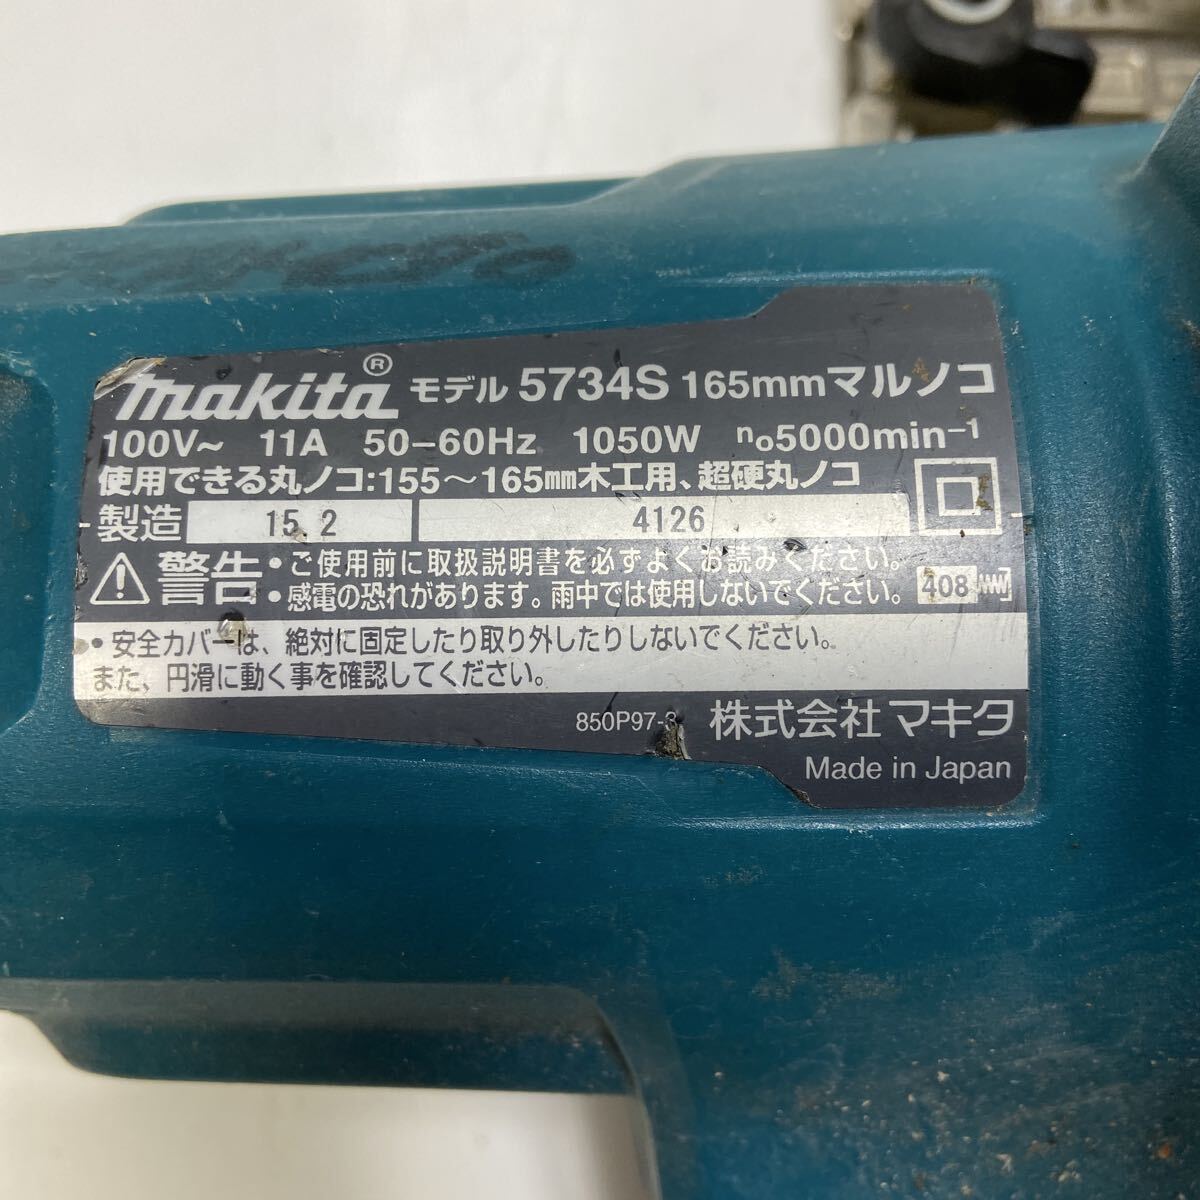 makita® モデル 5734S 165mmマルノコ
100V～ 11A 50-60Hz 1050W no5000min-1
使用できる丸ノコ:155～165mm木工用、超硬丸ノコ
製造 15.2 4126
警告 • ご使用前に取扱説明書を必ずよくお読みください。
• 感電の恐れがあります。雨中では使用しないでください。 408
• 安全カバーは、絶対に固定したり取り外したりしないでください。
また、円滑に動く事を確認してください。
850P97-3 株式会社マキタ
Made in Japan